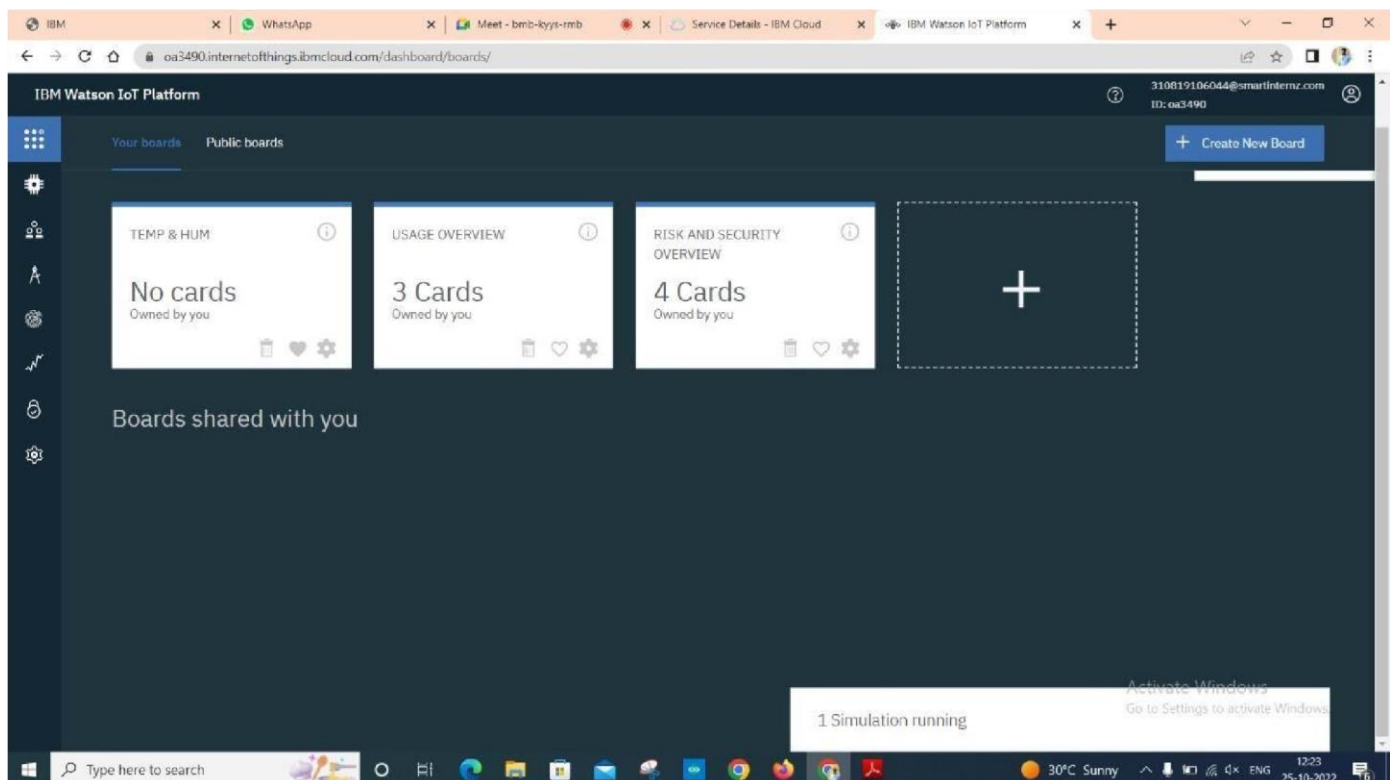 IBM
WhatsApp
Meet - bmb-kyys-rmb
Service Details - IBM Cloud
IBM Watson IoT Platform
oa3490.internetofthings.ibmcloud.com/dashboard/boards/
IBM Watson IoT Platform
310819106044@smartinternz.com
ID: oa3490
Your boards
Public boards
Create New Board
TEMP & HUM
No cards
Owned by you
USAGE OVERVIEW
3 Cards
Owned by you
RISK AND SECURITY
OVERVIEW
4 Cards
Owned by you
Boards shared with you
1 Simulation running
Activate Windows
Go to Settings to activate Windows.
Type here to search
30°C Sunny
ENG
12:23
25-10-2022